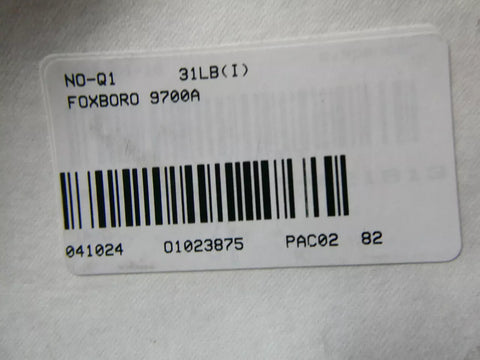 NO-Q1 31LB(I)
FOXBORO 9700A
041024 01023875 PAC02 82